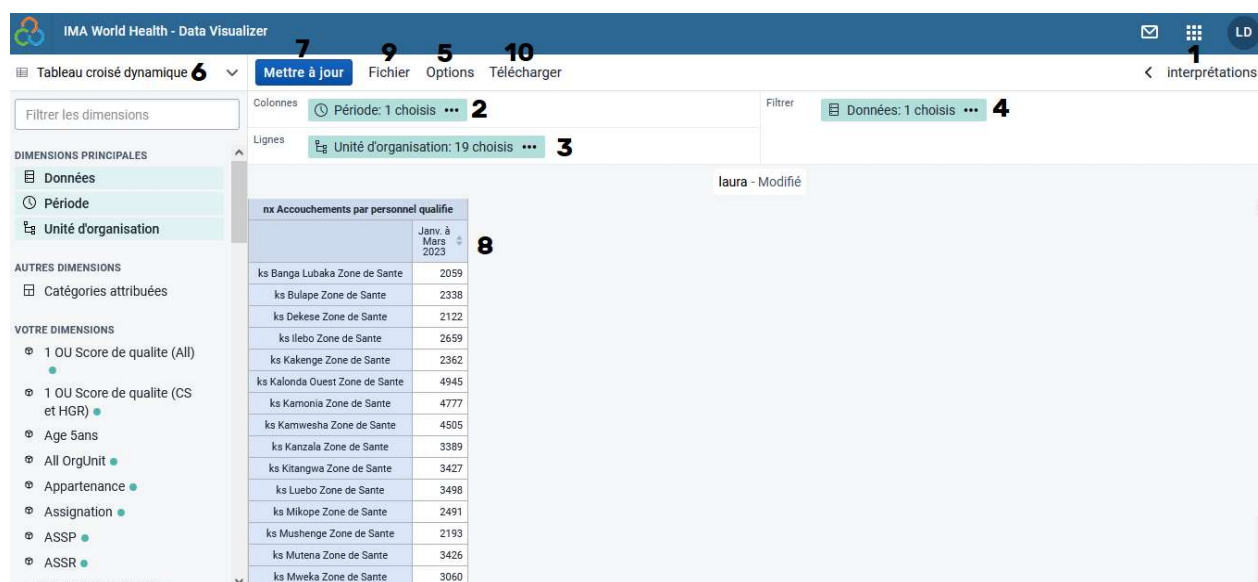 IMA World Health - Data Visualizer
LD
7 9 5 10 1
Tableau croisé dynamique 6
Mettre à jour Fichier Options Télécharger
interprétations
Filtrer les dimensions
Colonnes Période: 1 choisis ••• 2
Filtrer Données: 1 choisis ••• 4
Lignes Unité d'organisation: 19 choisis ••• 3
DIMENSIONS PRINCIPALES
Données
Période
Unité d'organisation
AUTRES DIMENSIONS
Catégories attribuées
VOTRE DIMENSIONS
1 OU Score de qualite (All)
1 OU Score de qualite (CS
et HGR)
Age 5ans
All OrgUnit
Appartenance
Assignation
ASSP
ASSR
laura - Modifié
nx Accouchements par personnel qualifie
Janv. à
Mars
2023
8
ks Banga Lubaka Zone de Sante 2059
ks Bulape Zone de Sante 2338
ks Dekese Zone de Sante 2122
ks Ilebo Zone de Sante 2659
ks Kakenge Zone de Sante 2362
ks Kalonda Ouest Zone de Sante 4945
ks Kamonia Zone de Sante 4777
ks Kamwesha Zone de Sante 4505
ks Kanzala Zone de Sante 3389
ks Kitangwa Zone de Sante 3427
ks Luebo Zone de Sante 3498
ks Mikope Zone de Sante 2491
ks Mushenge Zone de Sante 2193
ks Mutena Zone de Sante 3426
ks Mweka Zone de Sante 3060